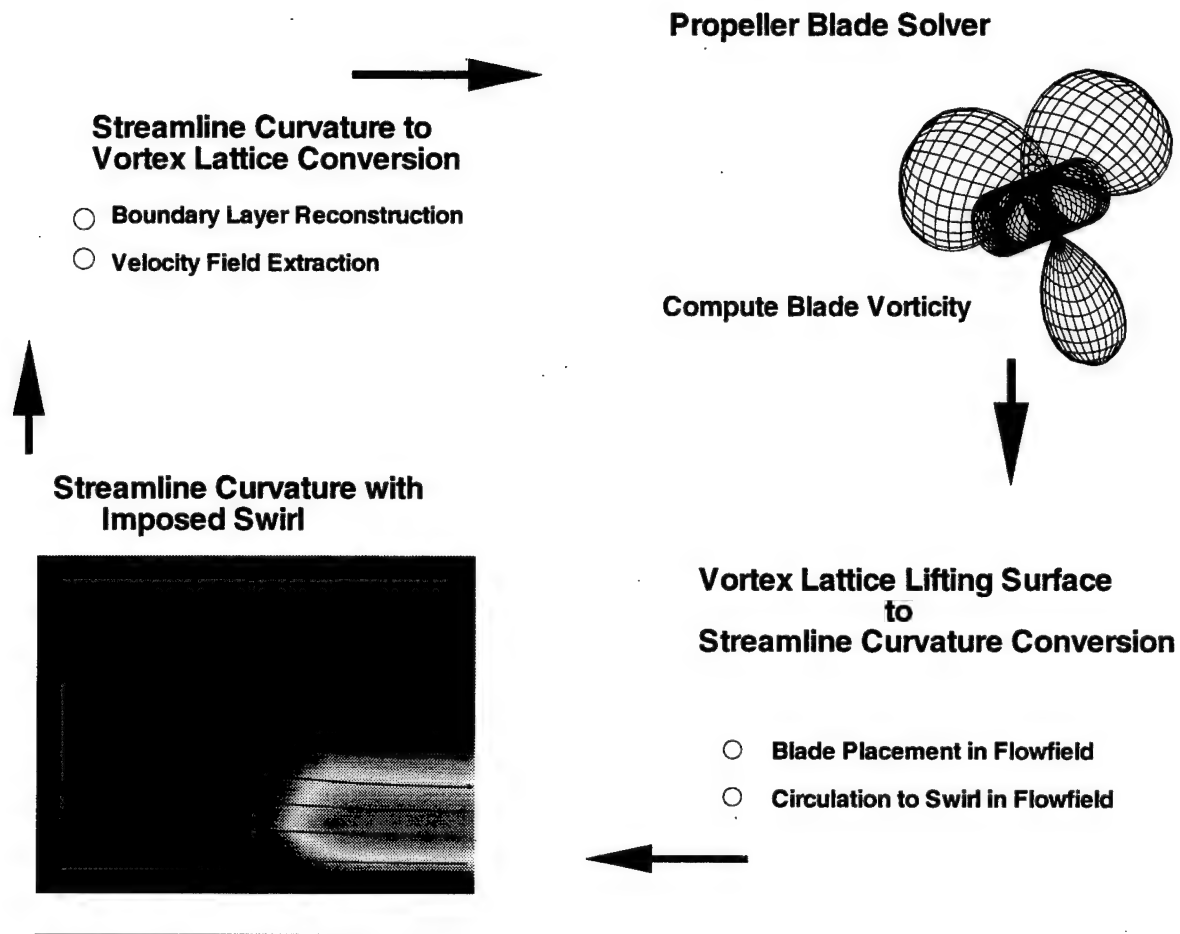 Propeller Blade Solver
Streamline Curvature to
Vortex Lattice Conversion
Boundary Layer Reconstruction
Velocity Field Extraction
Compute Blade Vorticity
Streamline Curvature with
Imposed Swirl
Vortex Lattice Lifting Surface
to
Streamline Curvature Conversion
Blade Placement in Flowfield
Circulation to Swirl in Flowfield